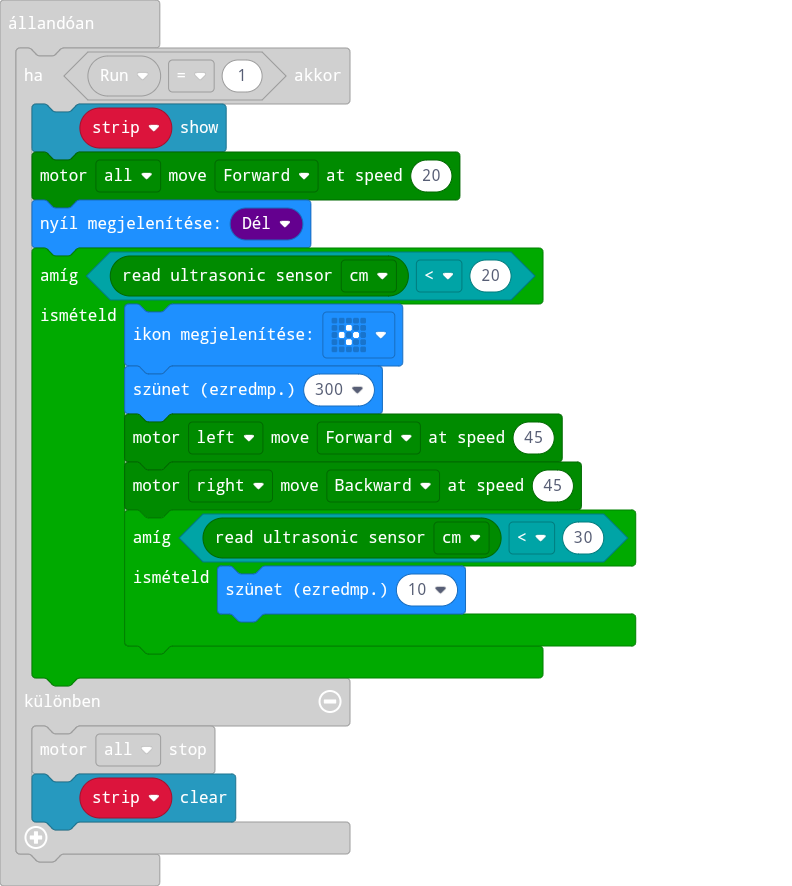 állandóan
ha Run = 1 akkor
strip show
motor all move Forward at speed 20
nyíl megjelenítése: Dél
amíg read ultrasonic sensor cm < 20
ismételd
ikon megjelenítése:
szünet (ezredmp.) 300
motor left move Forward at speed 45
motor right move Backward at speed 45
amíg read ultrasonic sensor cm < 30
ismételd
szünet (ezredmp.) 10
különben
motor all stop
strip clear